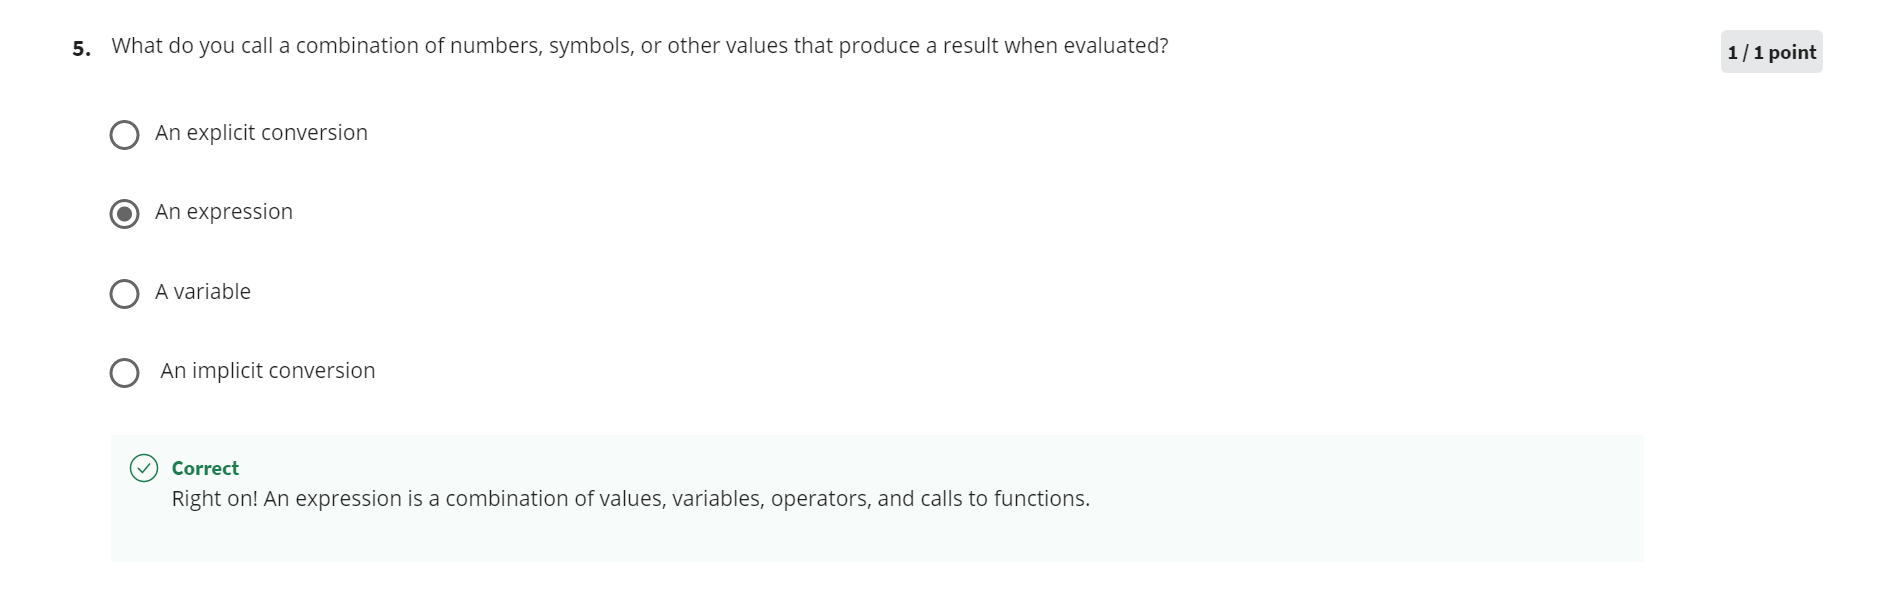 5. What do you call a combination of numbers, symbols, or other values that produce a result when evaluated?
1 / 1 point
An explicit conversion
An expression
A variable
An implicit conversion
Correct
Right on! An expression is a combination of values, variables, operators, and calls to functions.